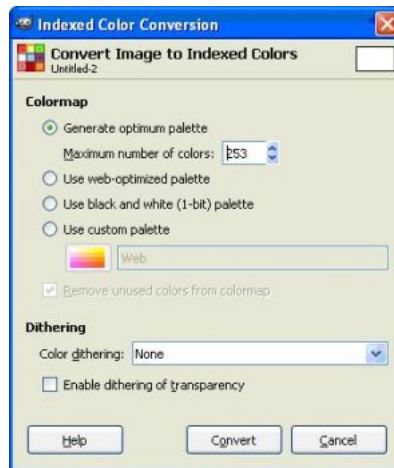 Indexed Color Conversion
Convert Image to Indexed Colors
Untitled-2
Colormap
Generate optimum palette
Maximum number of colors: 253
Use web-optimized palette
Use black and white (1-bit) palette
Use custom palette
Web
Remove unused colors from colormap
Dithering
Color dithering: None
Enable dithering of transparency
Help Convert Cancel